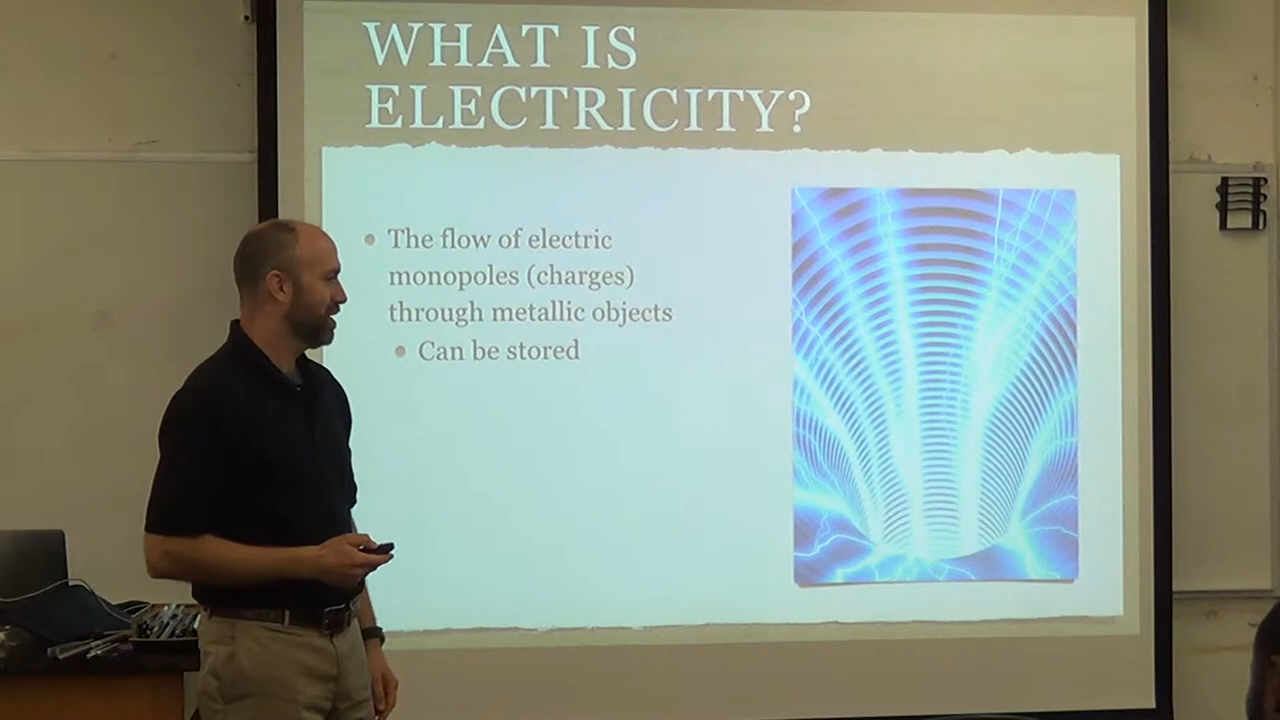 WHAT IS
ELECTRICITY?
The flow of electric
monopoles (charges)
through metallic objects
Can be stored